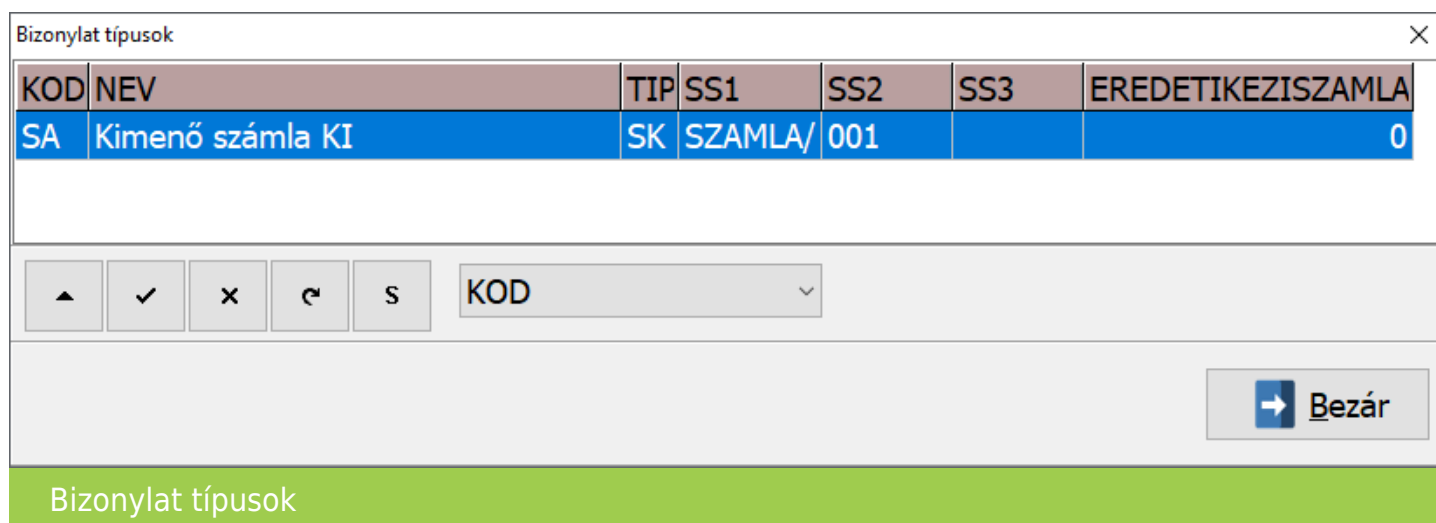 Bizonylat típusok
KOD NEV TIP SS1 SS2 SS3 EREDETIKEZISZAMLA
SA Kimenő számla KI SK SZAMLA/ 001 0
S KOD
Bezár
Bizonylat típusok